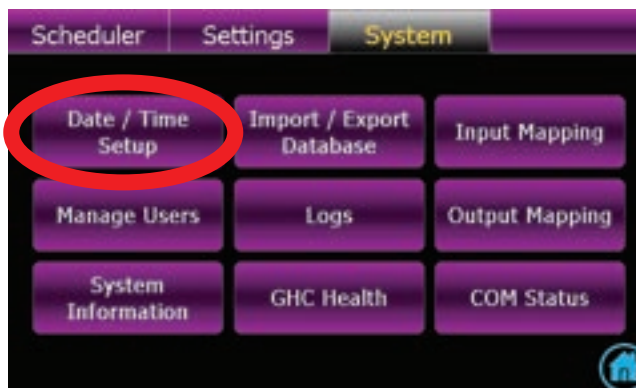 Scheduler Settings System
Date / Time
Setup
Import / Export
Database
Input Mapping
Manage Users
Logs
Output Mapping
System
Information
GHC Health
COM Status